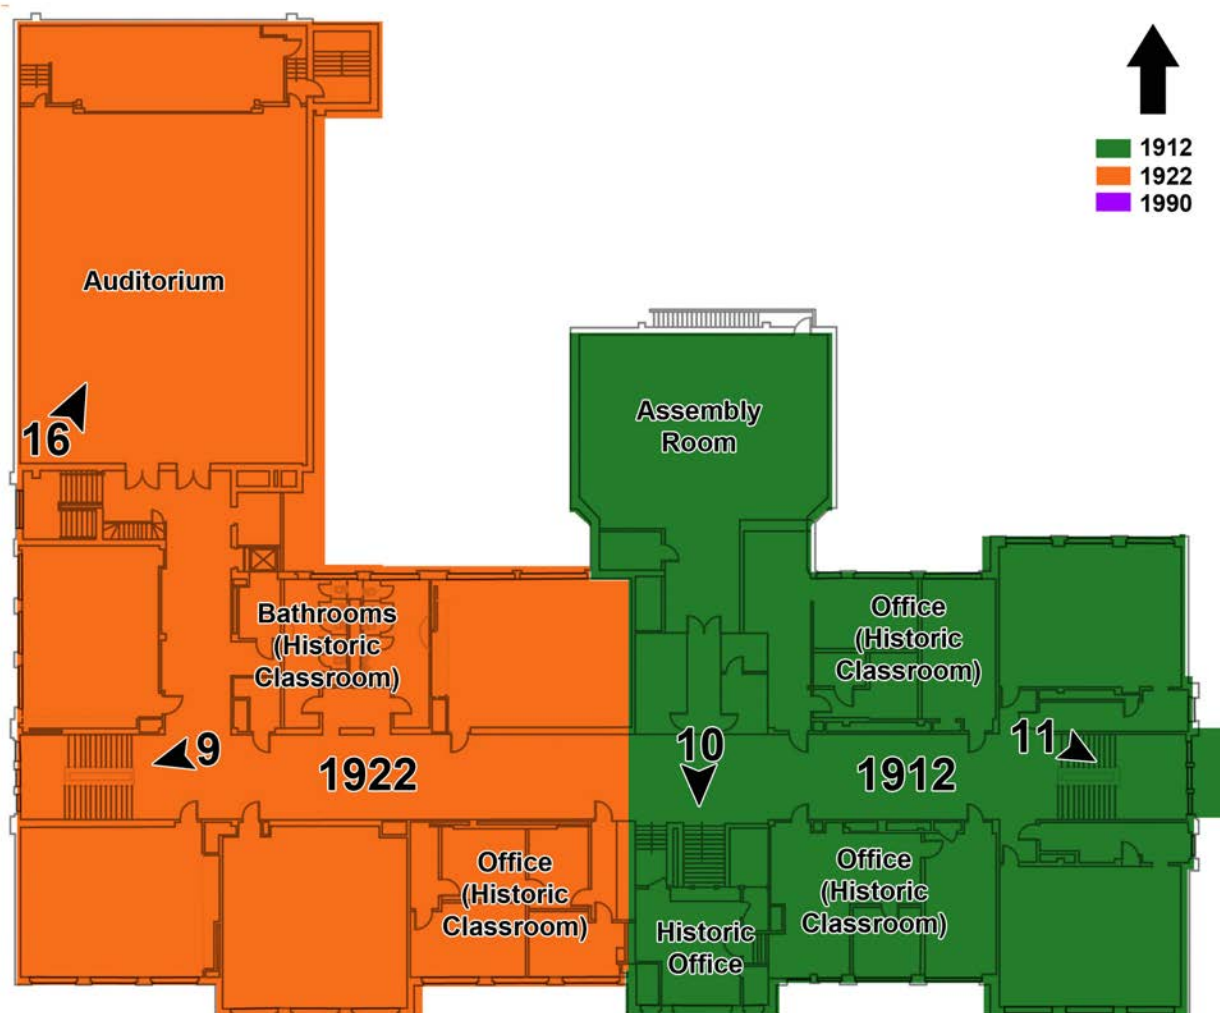 1912
1922
1990
Auditorium
16
Assembly
Room
Bathrooms
(Historic
Classroom)
Office
(Historic
Classroom)
9
1922
10
1912
11
Office
(Historic
Classroom)
Office
(Historic
Classroom)
Historic
Office